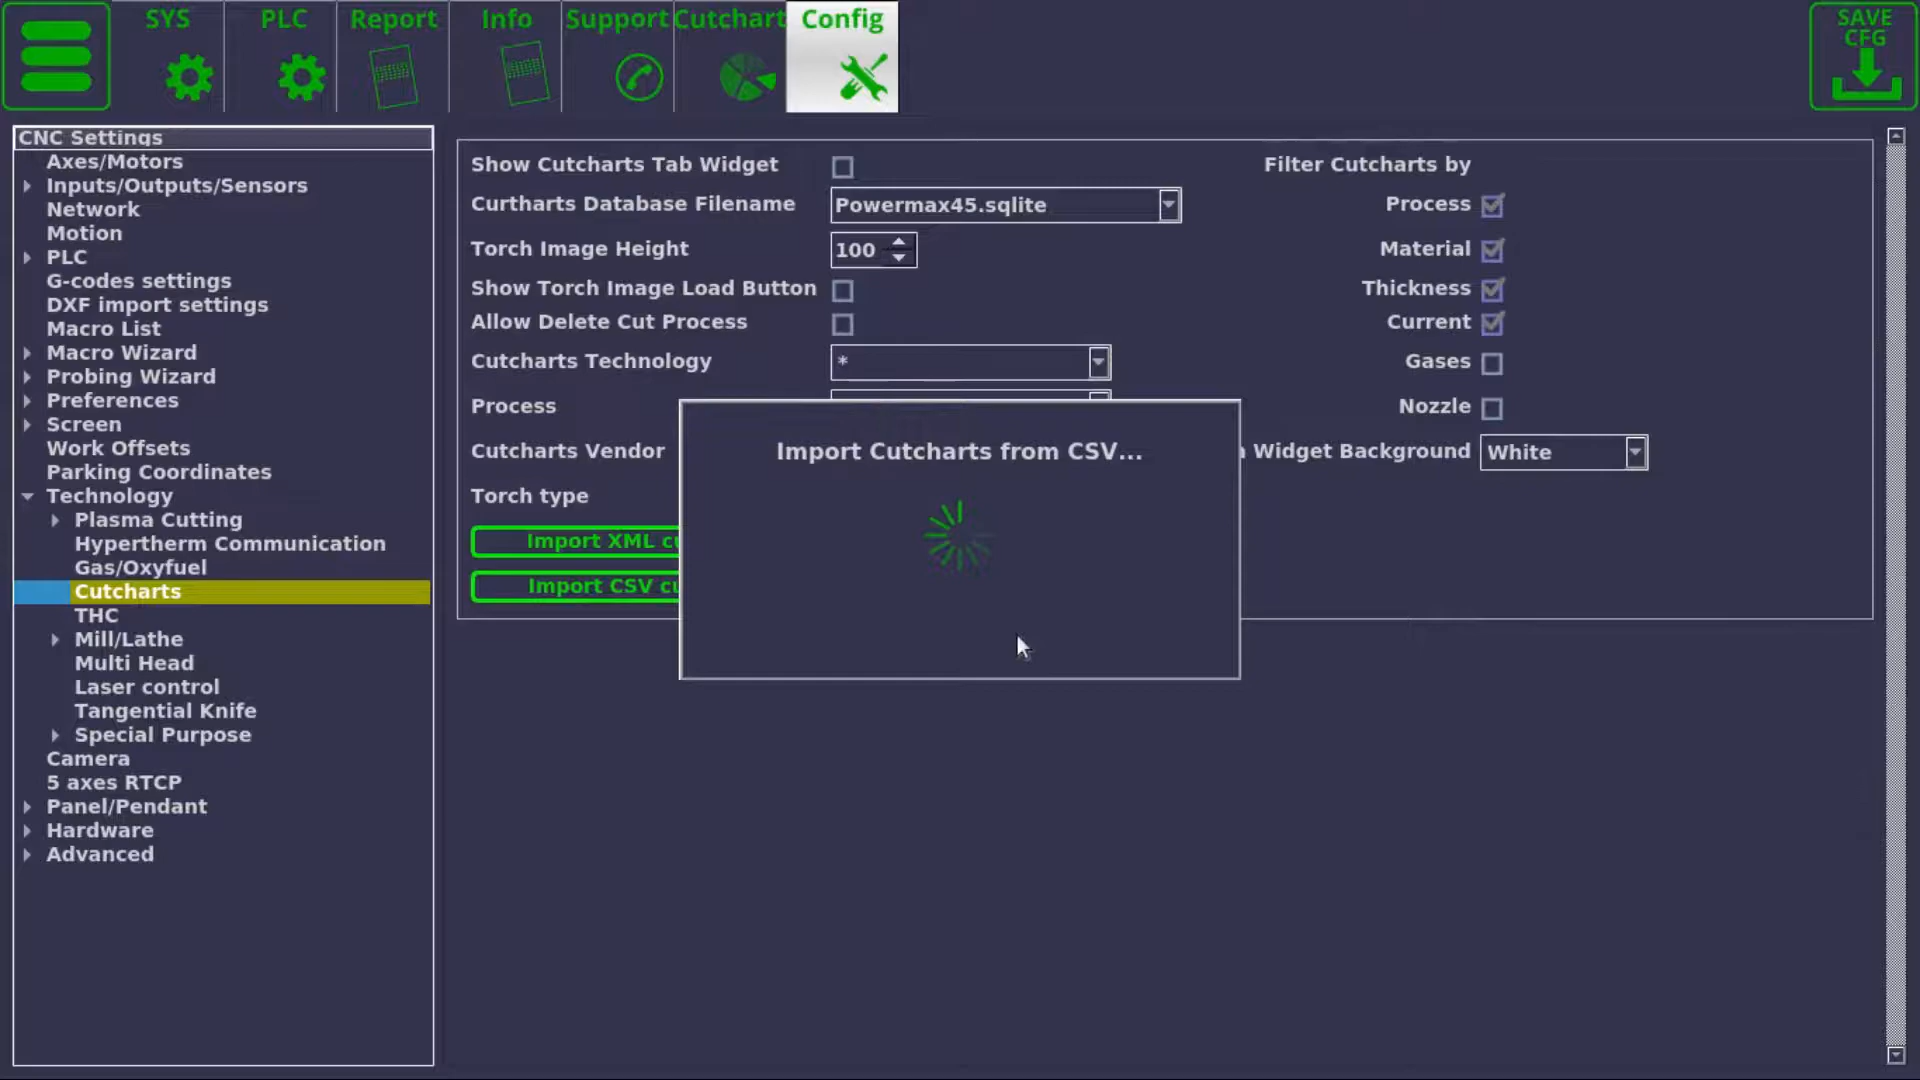 SYS
PLC
Report
Info
Support
Cutchart
Config
SAVE
CFG
CNC Settings
Axes/Motors
Inputs/Outputs/Sensors
Network
Motion
PLC
G-codes settings
DXF import settings
Macro List
Macro Wizard
Probing Wizard
Preferences
Screen
Work Offsets
Parking Coordinates
Technology
Plasma Cutting
Hypertherm Communication
Gas/Oxyfuel
Cutcharts
THC
Mill/Lathe
Multi Head
Laser control
Tangential Knife
Special Purpose
Camera
5 axes RTCP
Panel/Pendant
Hardware
Advanced
Show Cutcharts Tab Widget
Curtharts Database Filename Powermax45.sqlite
Torch Image Height 100
Show Torch Image Load Button
Allow Delete Cut Process
Cutcharts Technology *
Process
Cutcharts Vendor
Torch type
Import XML
Import CSV
Filter Cutcharts by
Process
Material
Thickness
Current
Gases
Nozzle
Widget Background White
Import Cutcharts from CSV...